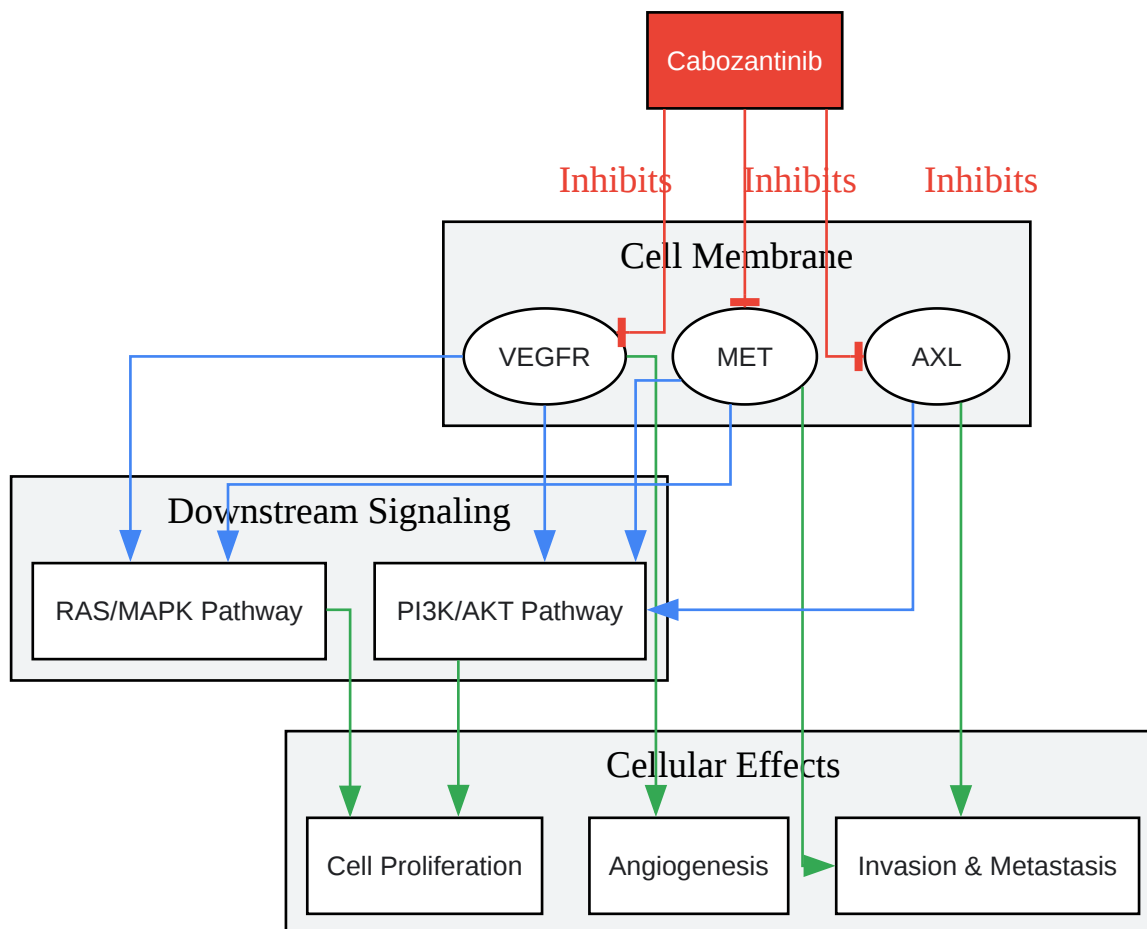 Cabozantinib
Inhibits Inhibits Inhibits
Cell Membrane
VEGFR MET AXL
Downstream Signaling
RAS/MAPK Pathway PI3K/AKT Pathway
Cellular Effects
Cell Proliferation Angiogenesis Invasion & Metastasis